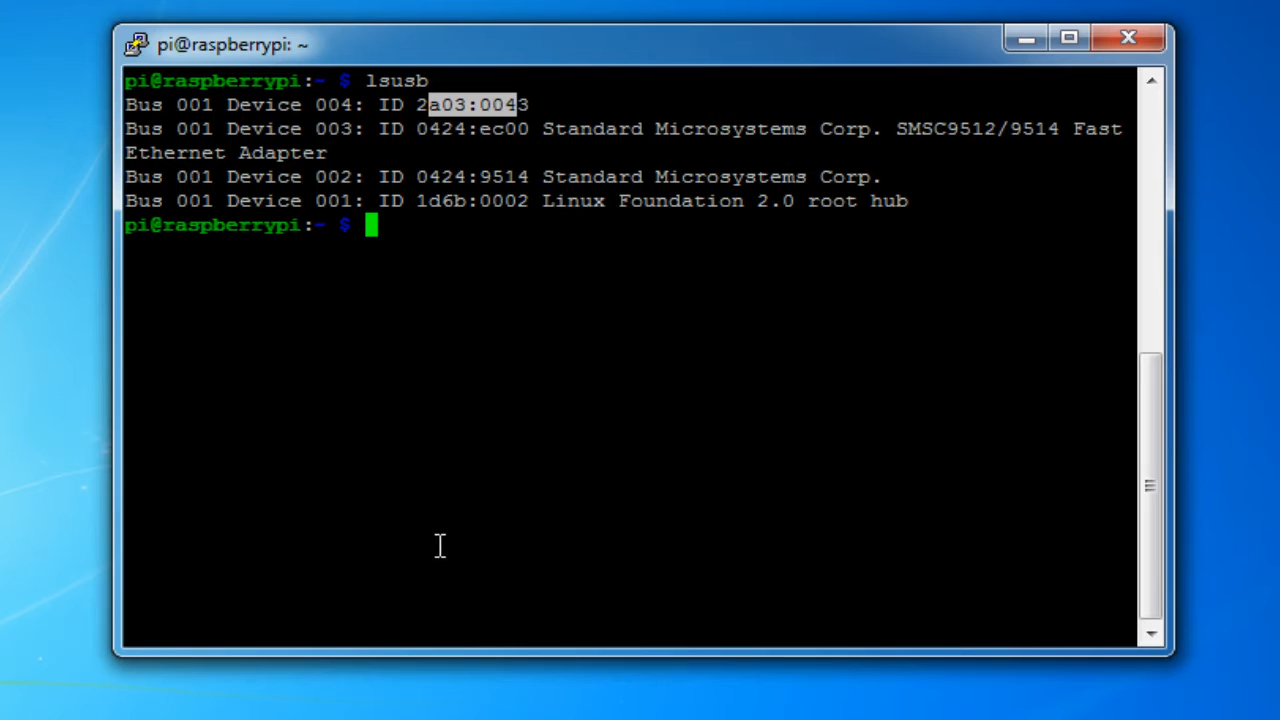 pi@raspberrypi: ~
pi@raspberrypi:~ $ lsusb
Bus 001 Device 004: ID 2a03:0043
Bus 001 Device 003: ID 0424:ec00 Standard Microsystems Corp. SMSC9512/9514 Fast
Ethernet Adapter
Bus 001 Device 002: ID 0424:9514 Standard Microsystems Corp.
Bus 001 Device 001: ID 1d6b:0002 Linux Foundation 2.0 root hub
pi@raspberrypi:~ $